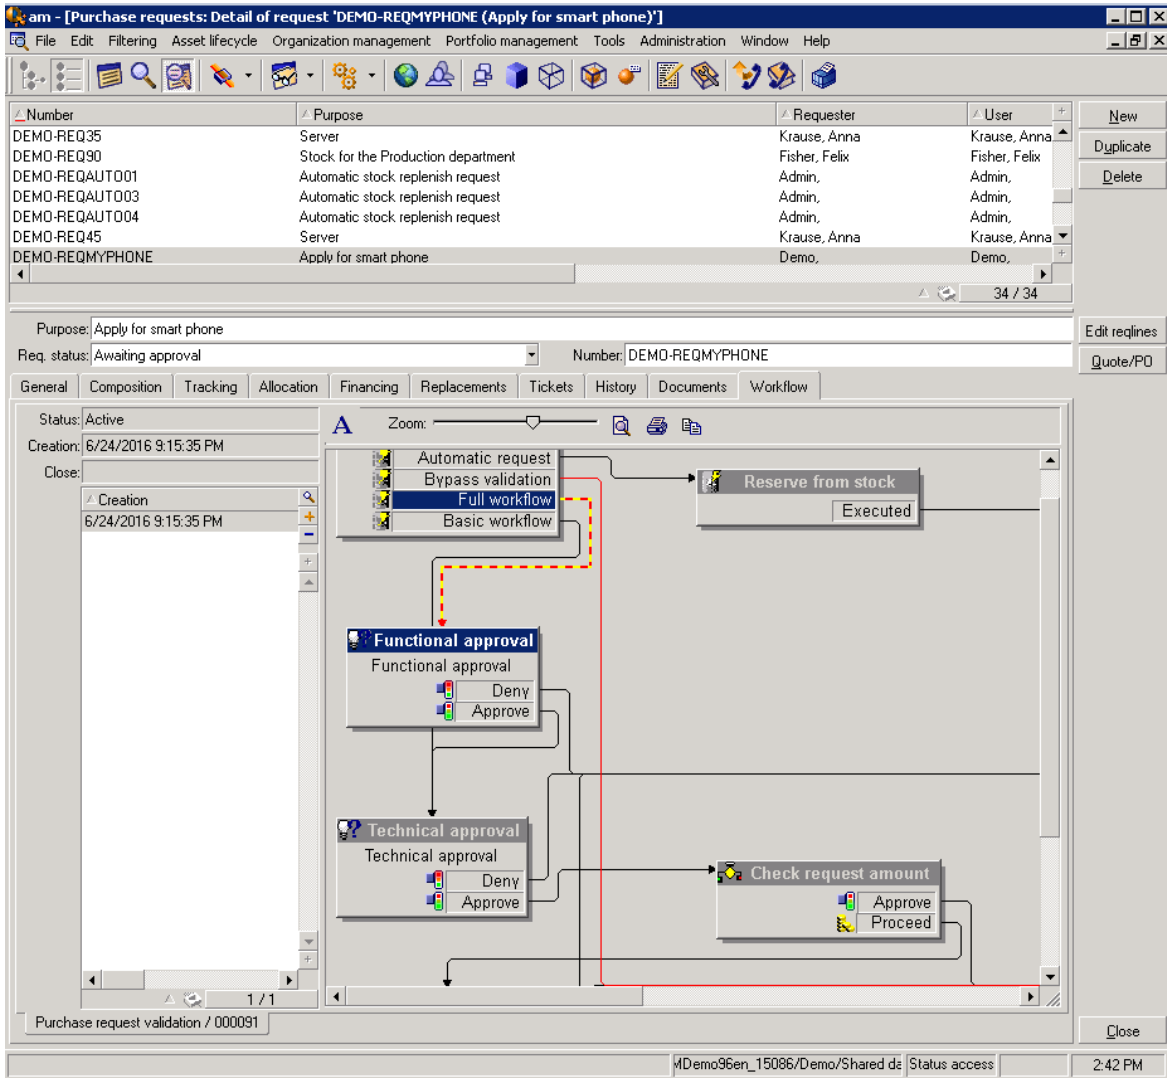 am - [Purchase requests: Detail of request 'DEMO-REQMYPHONE (Apply for smart phone)']
File Edit Filtering Asset lifecycle Organization management Portfolio management Tools Administration Window Help
Number Purpose Requester User
DEMO-REQ35 Server Krause, Anna Krause, Anna
DEMO-REQ90 Stock for the Production department Fisher, Felix Fisher, Felix
DEMO-REQAUTO01 Automatic stock replenish request Admin, Admin,
DEMO-REQAUTO03 Automatic stock replenish request Admin, Admin,
DEMO-REQAUTO04 Automatic stock replenish request Admin, Admin,
DEMO-REQ45 Server Krause, Anna Krause, Anna
DEMO-REQMYPHONE Apply for smart phone Demo, Demo,
34 / 34
New
Duplicate
Delete
Purpose: Apply for smart phone
Req. status: Awaiting approval Number: DEMO-REQMYPHONE
Edit reqlines
Quote/PO
General Composition Tracking Allocation Financing Replacements Tickets History Documents Workflow
Status: Active
Creation: 6/24/2016 9:15:35 PM
Close:
Creation
6/24/2016 9:15:35 PM
1 / 1
A Zoom:
Automatic request
Bypass validation
Full workflow
Basic workflow
Reserve from stock
Executed
Functional approval
Functional approval
Deny
Approve
Technical approval
Technical approval
Deny
Approve
Check request amount
Approve
Proceed
Purchase request validation / 000091
Close
MDemo96en_15086/Demo/Shared da Status access 2:42 PM